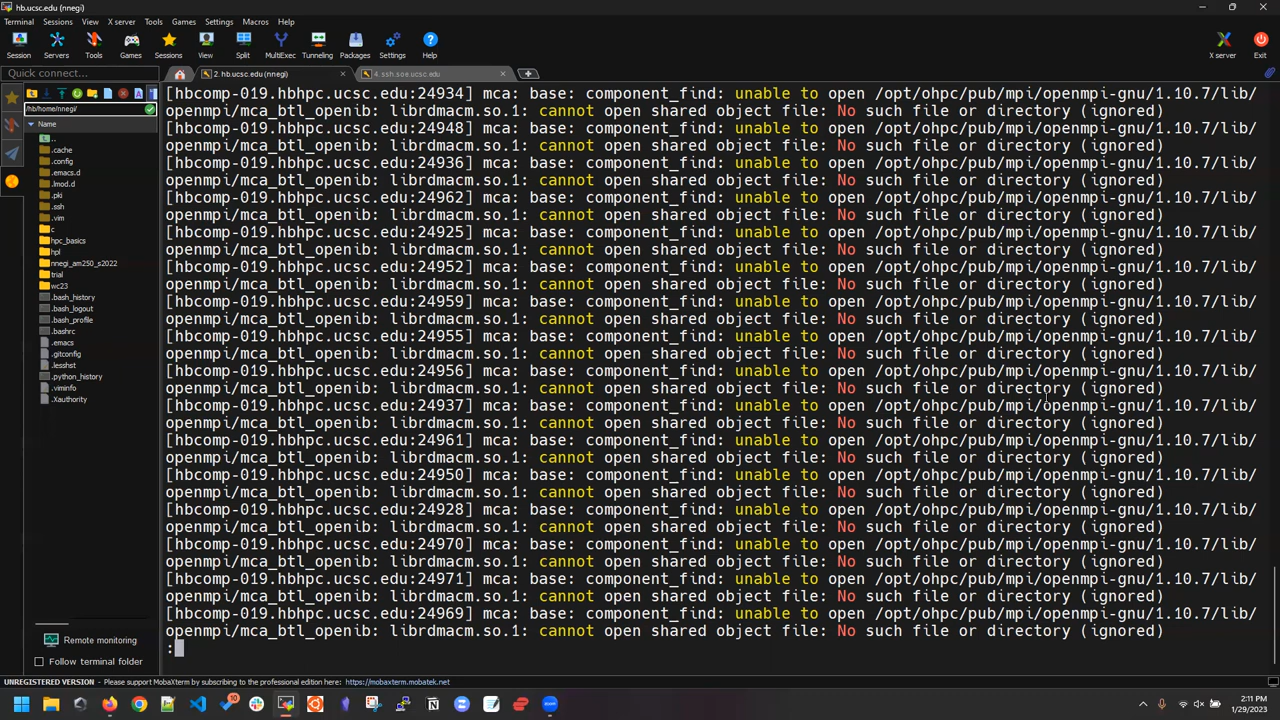 hb.ucsc.edu (nnegi)
Terminal Sessions View X server Tools Games Settings Macros Help
Session Servers Tools Games Sessions View Split MultiExec Tunneling Packages Settings Help X server Exit
Quick connect...
2. hb.ucsc.edu (nnegi)
4. ssh.soe.ucsc.edu
/hb/home/nnegi/
Name
..
.cache
.config
.emacs.d
.lmod.d
.pki
.ssh
.vim
c
hpc_basics
hpl
nnegi_am250_s2022
trial
wc23
.bash_history
.bash_logout
.bash_profile
.bashrc
.emacs
.gitconfig
.lesshst
.python_history
.viminfo
.Xauthority
Remote monitoring
Follow terminal folder
[hbcomp-019.hbhpc.ucsc.edu:24934] mca: base: component_find: unable to open /opt/ohpc/pub/mpi/openmpi-gnu/1.10.7/lib/
openmpi/mca_btl_openib: librdmacm.so.1: cannot open shared object file: No such file or directory (ignored)
[hbcomp-019.hbhpc.ucsc.edu:24948] mca: base: component_find: unable to open /opt/ohpc/pub/mpi/openmpi-gnu/1.10.7/lib/
openmpi/mca_btl_openib: librdmacm.so.1: cannot open shared object file: No such file or directory (ignored)
[hbcomp-019.hbhpc.ucsc.edu:24936] mca: base: component_find: unable to open /opt/ohpc/pub/mpi/openmpi-gnu/1.10.7/lib/
openmpi/mca_btl_openib: librdmacm.so.1: cannot open shared object file: No such file or directory (ignored)
[hbcomp-019.hbhpc.ucsc.edu:24962] mca: base: component_find: unable to open /opt/ohpc/pub/mpi/openmpi-gnu/1.10.7/lib/
openmpi/mca_btl_openib: librdmacm.so.1: cannot open shared object file: No such file or directory (ignored)
[hbcomp-019.hbhpc.ucsc.edu:24925] mca: base: component_find: unable to open /opt/ohpc/pub/mpi/openmpi-gnu/1.10.7/lib/
openmpi/mca_btl_openib: librdmacm.so.1: cannot open shared object file: No such file or directory (ignored)
[hbcomp-019.hbhpc.ucsc.edu:24952] mca: base: component_find: unable to open /opt/ohpc/pub/mpi/openmpi-gnu/1.10.7/lib/
openmpi/mca_btl_openib: librdmacm.so.1: cannot open shared object file: No such file or directory (ignored)
[hbcomp-019.hbhpc.ucsc.edu:24959] mca: base: component_find: unable to open /opt/ohpc/pub/mpi/openmpi-gnu/1.10.7/lib/
openmpi/mca_btl_openib: librdmacm.so.1: cannot open shared object file: No such file or directory (ignored)
[hbcomp-019.hbhpc.ucsc.edu:24955] mca: base: component_find: unable to open /opt/ohpc/pub/mpi/openmpi-gnu/1.10.7/lib/
openmpi/mca_btl_openib: librdmacm.so.1: cannot open shared object file: No such file or directory (ignored)
[hbcomp-019.hbhpc.ucsc.edu:24956] mca: base: component_find: unable to open /opt/ohpc/pub/mpi/openmpi-gnu/1.10.7/lib/
openmpi/mca_btl_openib: librdmacm.so.1: cannot open shared object file: No such file or directory (ignored)
[hbcomp-019.hbhpc.ucsc.edu:24937] mca: base: component_find: unable to open /opt/ohpc/pub/mpi/openmpi-gnu/1.10.7/lib/
openmpi/mca_btl_openib: librdmacm.so.1: cannot open shared object file: No such file or directory (ignored)
[hbcomp-019.hbhpc.ucsc.edu:24961] mca: base: component_find: unable to open /opt/ohpc/pub/mpi/openmpi-gnu/1.10.7/lib/
openmpi/mca_btl_openib: librdmacm.so.1: cannot open shared object file: No such file or directory (ignored)
[hbcomp-019.hbhpc.ucsc.edu:24950] mca: base: component_find: unable to open /opt/ohpc/pub/mpi/openmpi-gnu/1.10.7/lib/
openmpi/mca_btl_openib: librdmacm.so.1: cannot open shared object file: No such file or directory (ignored)
[hbcomp-019.hbhpc.ucsc.edu:24928] mca: base: component_find: unable to open /opt/ohpc/pub/mpi/openmpi-gnu/1.10.7/lib/
openmpi/mca_btl_openib: librdmacm.so.1: cannot open shared object file: No such file or directory (ignored)
[hbcomp-019.hbhpc.ucsc.edu:24970] mca: base: component_find: unable to open /opt/ohpc/pub/mpi/openmpi-gnu/1.10.7/lib/
openmpi/mca_btl_openib: librdmacm.so.1: cannot open shared object file: No such file or directory (ignored)
[hbcomp-019.hbhpc.ucsc.edu:24971] mca: base: component_find: unable to open /opt/ohpc/pub/mpi/openmpi-gnu/1.10.7/lib/
openmpi/mca_btl_openib: librdmacm.so.1: cannot open shared object file: No such file or directory (ignored)
[hbcomp-019.hbhpc.ucsc.edu:24969] mca: base: component_find: unable to open /opt/ohpc/pub/mpi/openmpi-gnu/1.10.7/lib/
openmpi/mca_btl_openib: librdmacm.so.1: cannot open shared object file: No such file or directory (ignored)
:
UNREGISTERED VERSION - Please support MobaXterm by subscribing to the professional edition here: https://mobaxterm.mobatek.net
10
2:11 PM
1/29/2023